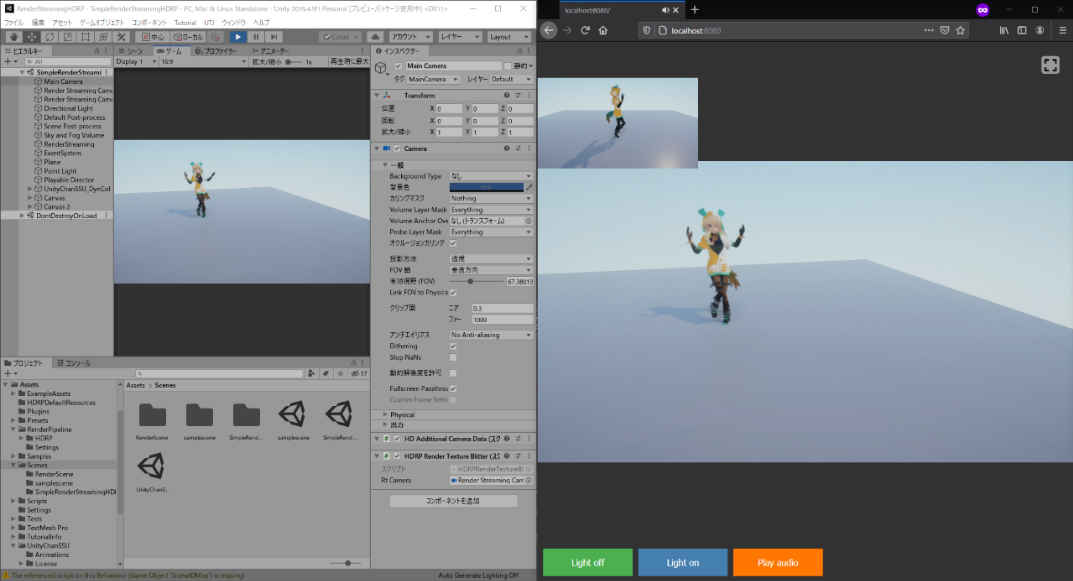 RenderStreamingHDRP - SimpleRenderStreamingHDRP - PC, Mac & Linux Standalone - Unity 2019.4.9f1 Personal [プレビューパッケージ使用中] <DX11>
ファイル 編集 アセット ゲームオブジェクト コンポーネント Tutorial UTJ ウィンドウ ヘルプ
中心 ローカル Collab アカウント レイヤー Layout
ヒエラルキー
All
SimpleRenderStreami
Main Camera
Render Streaming Came
Render Streaming Came
Directional Light
Default Post-process
Scene Post-process
Sky and Fog Volume
RenderStreaming
EventSystem
Plane
Point Light
Playable Director
UnityChanSSU_DynCol
Canvas
Canvas 2
DontDestroyOnLoad
シーン ゲーム プロファイラー アニメーター
Display 1 16:9 拡大/縮小 1x 再生時に最大
インスペクター
Main Camera 静的
タグ MainCamera レイヤー Default
Transform
位置 X 0 Y 0 Z 0
回転 X 0 Y 0 Z 0
拡大/縮小 X 1 Y 1 Z 1
Camera
一般
Background Type なし
背景色 HDR
カリングマスク Nothing
Volume Layer Mask Everything
Volume Anchor Ove なし (トランスフォーム)
Probe Layer Mask Everything
オクルージョンカリング
投影方法 透視
FOV 軸 垂直方向
有効視野 (FOV) 67.38013
Link FOV to Physica
クリップ面 ニア 0.3
ファー 1000
アンチエイリアス No Anti-aliasing
Dithering
Stop NaNs
動的解像度を許可
Fullscreen Passthrou
Custom Frame Settin
Physical
出力
HD Additional Camera Data (スク
HDRP Render Texture Blitter (ス
スクリプト HDRPRenderTextureBl
Rt Camera Render Streaming Cam
コンポーネントを追加
プロジェクト コンソール
17
Assets
ExampleAssets
HDRPDefaultResources
Plugins
Presets
RenderPipeline
HDRP
Settings
Samples
Scenes
RenderScene
samplescene
SimpleRenderStreamingHDI
Scripts
Settings
Tests
TextMesh Pro
TutorialInfo
UnityChanSSU
Animations
License
Assets > Scenes
RenderScene samplescene SimpleRend... samplescene SimpleRend...
UnityChanS...
The referenced script on this Behaviour (Game Object 'SceneIDMap') is missing!
Auto Generate Lighting Off
localhost:8080/
localhost:8080
Light off
Light on
Play audio